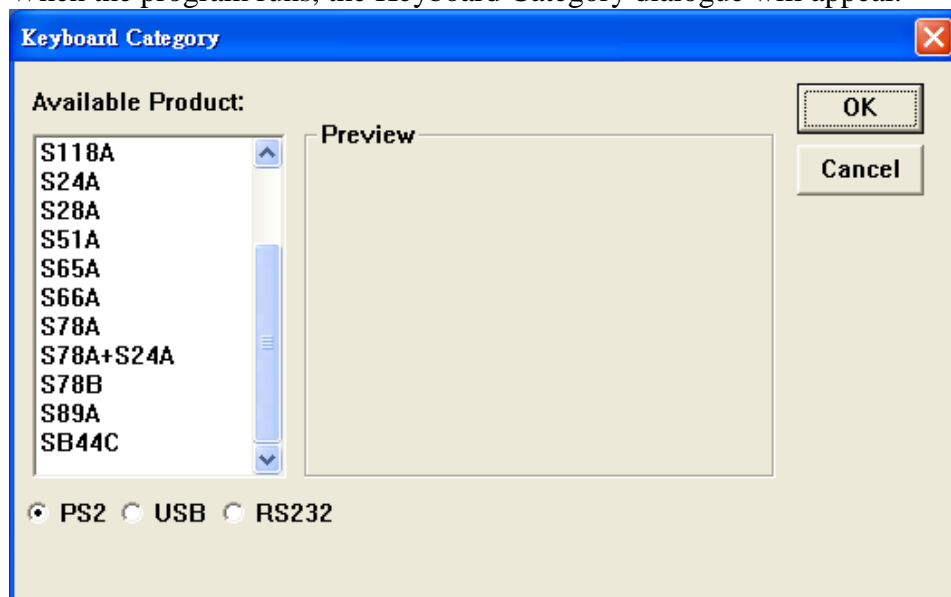 When the program runs, the Keyboard Category dialogue will appear.
Keyboard Category
Available Product:
S118A
S24A
S28A
S51A
S65A
S66A
S78A
S78A+S24A
S78B
S89A
SB44C
Preview
OK
Cancel
PS2 USB RS232